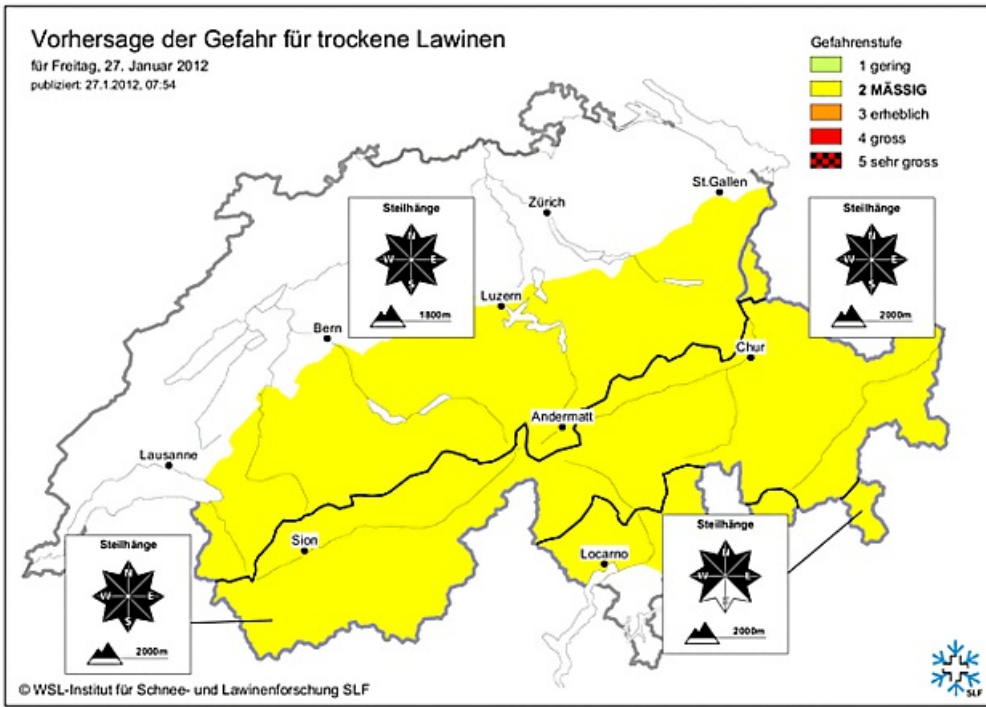 Vorhersage der Gefahr für trockene Lawinen
für Freitag, 27. Januar 2012
publiziert: 27.1.2012, 07:54
Gefahrenstufe
1 gering
2 MÄSSIG
3 erheblich
4 gross
5 sehr gross
St.Gallen
Zürich
Steilhänge
N
W E
S
1800m
Steilhänge
N
W E
S
2000m
Luzern
Bern
Chur
Andermatt
Lausanne
Sion
Locarno
Steilhänge
N
W E
S
2000m
Steilhänge
N
W E
S
2000m
© WSL-Institut für Schnee- und Lawinenforschung SLF
SLF